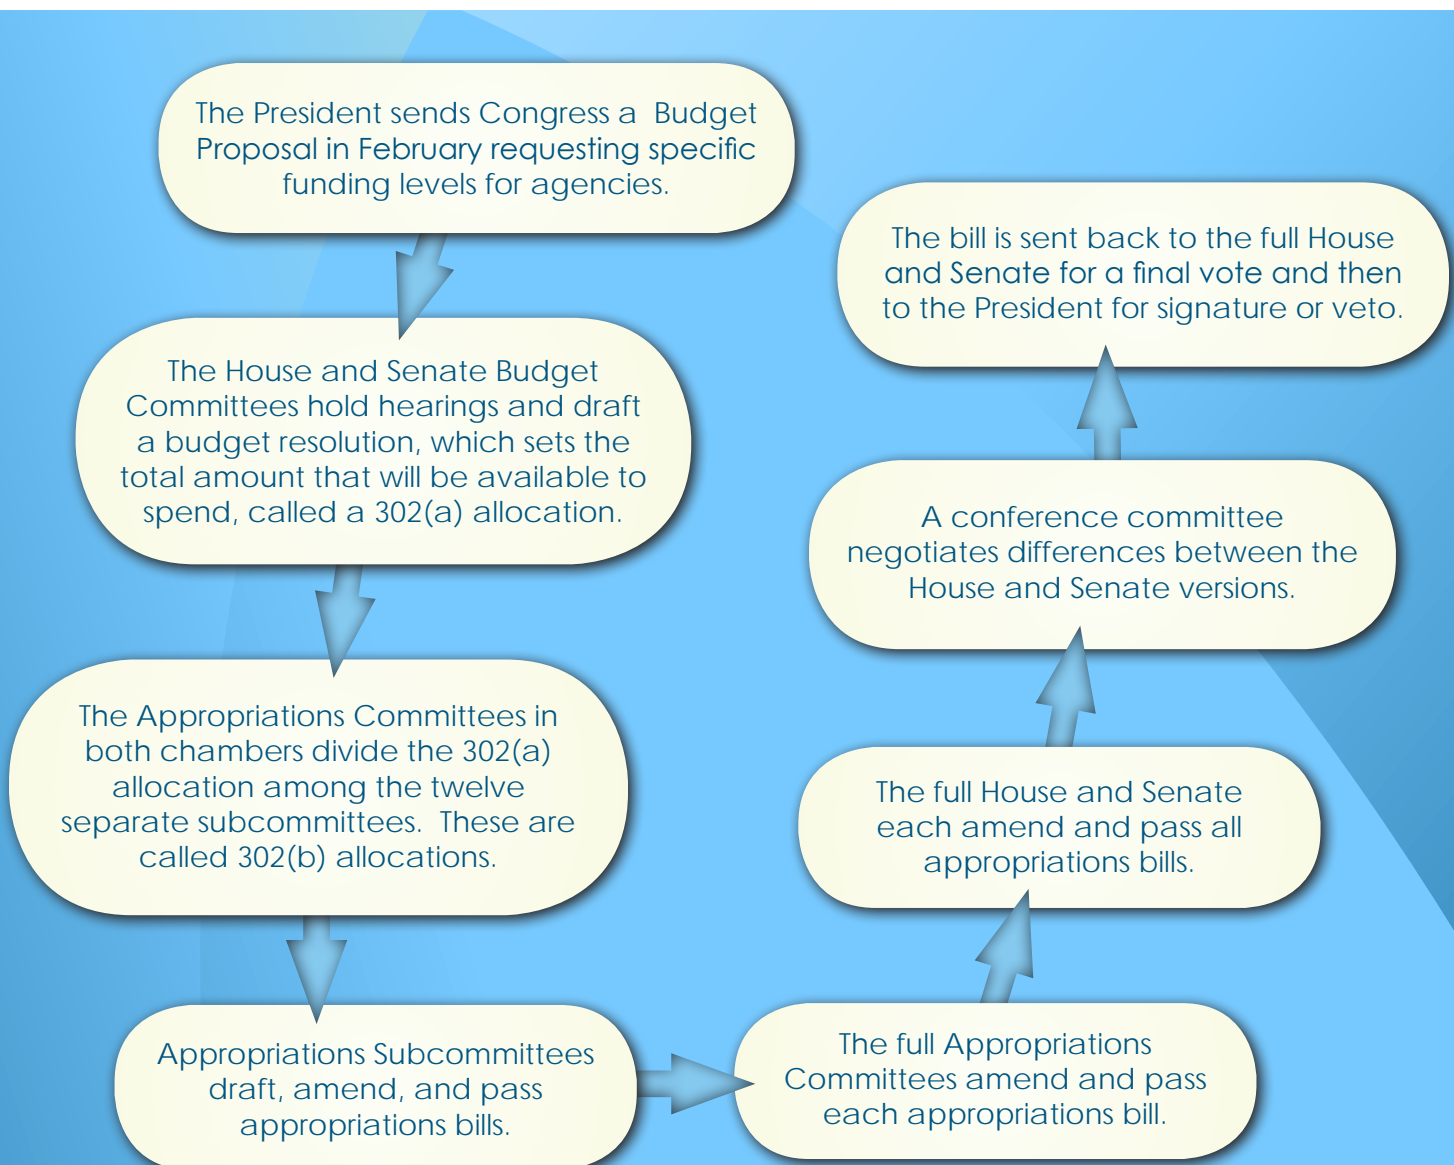 The President sends Congress a  Budget
Proposal in February requesting specific
funding levels for agencies.
The House and Senate Budget
Committees hold hearings and draft
a budget resolution, which sets the
total amount that will be available to
spend, called a 302(a) allocation.
The Appropriations Committees in
both chambers divide the 302(a)
allocation among the twelve
separate subcommittees.  These are
called 302(b) allocations.
Appropriations Subcommittees
draft, amend, and pass
appropriations bills.
The full Appropriations
Committees amend and pass
each appropriations bill.
The full House and Senate
each amend and pass all
appropriations bills.
A conference committee
negotiates differences between the
House and Senate versions.
The bill is sent back to the full House
and Senate for a final vote and then
to the President for signature or veto.